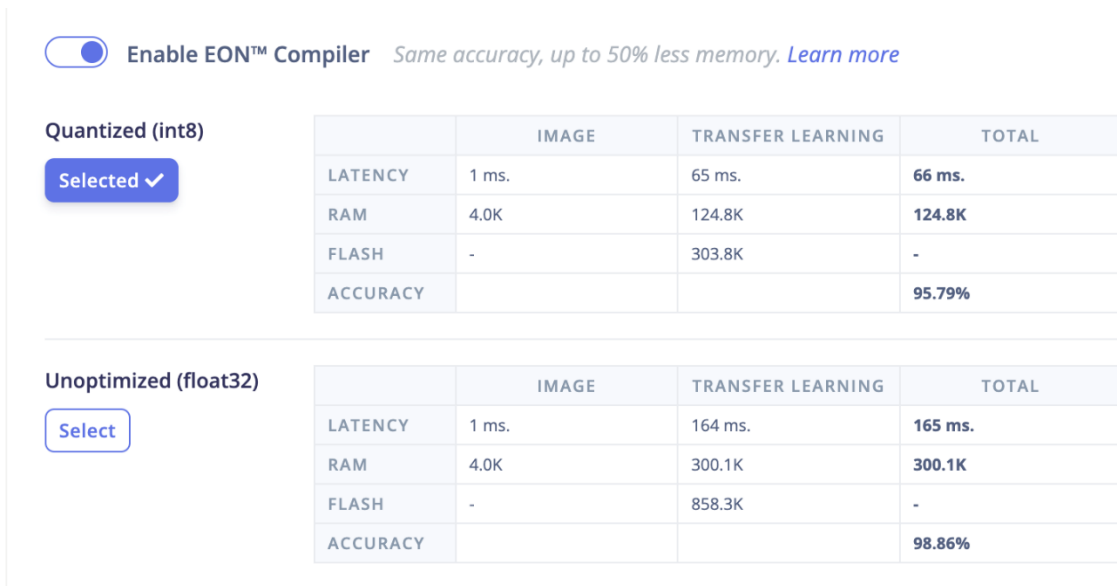 Enable EON™ Compiler Same accuracy, up to 50% less memory. Learn more
Quantized (int8)
Selected
IMAGE TRANSFER LEARNING TOTAL
LATENCY 1 ms. 65 ms. 66 ms.
RAM 4.0K 124.8K 124.8K
FLASH - 303.8K -
ACCURACY 95.79%
Unoptimized (float32)
Select
IMAGE TRANSFER LEARNING TOTAL
LATENCY 1 ms. 164 ms. 165 ms.
RAM 4.0K 300.1K 300.1K
FLASH - 858.3K -
ACCURACY 98.86%